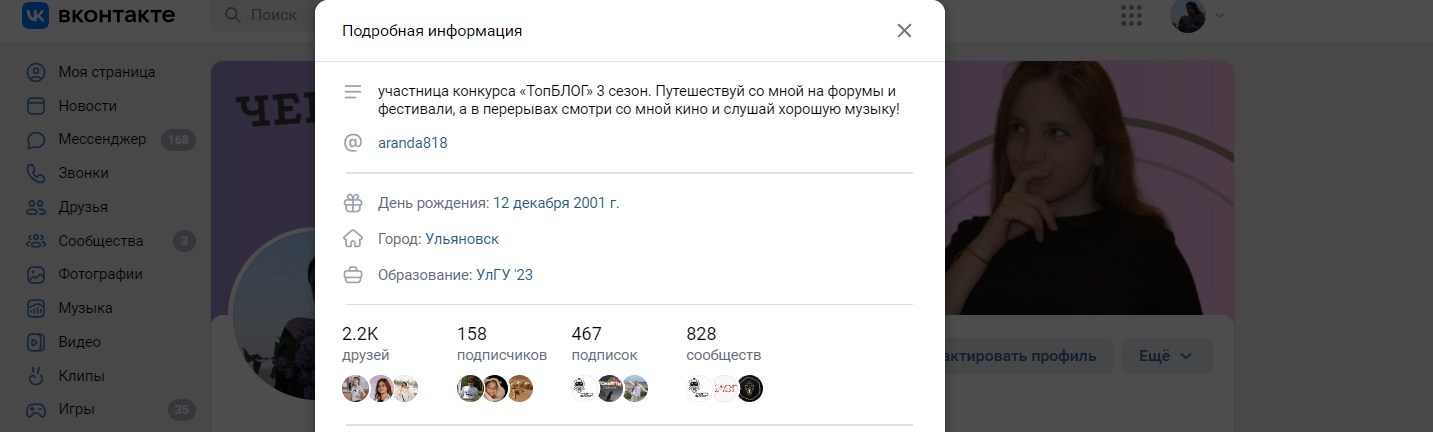 вконтакте
Поиск
Подробная информация
Моя страница
Новости
Мессенджер 168
Звонки
Друзья
Сообщества 3
Фотографии
Музыка
Видео
Клипы
Игры 35
участница конкурса «ТопБЛОГ» 3 сезон. Путешествуй со мной на форумы и
фестивали, а в перерывах смотри со мной кино и слушай хорошую музыку!
aranda818
День рождения: 12 декабря 2001 г.
Город: Ульяновск
Образование: УлГУ '23
2.2K
друзей
158
подписчиков
467
подписок
828
сообществ
актировать профиль
Ещё